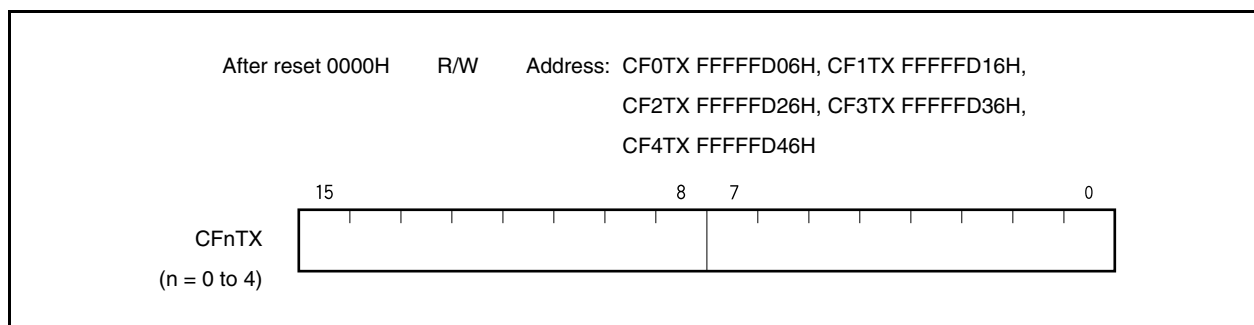 After reset 0000H R/W Address: CF0TX FFFFFD06H, CF1TX FFFFFD16H,
CF2TX FFFFFD26H, CF3TX FFFFFD36H,
CF4TX FFFFFD46H
15 8 7 0
CFnTX
(n = 0 to 4)